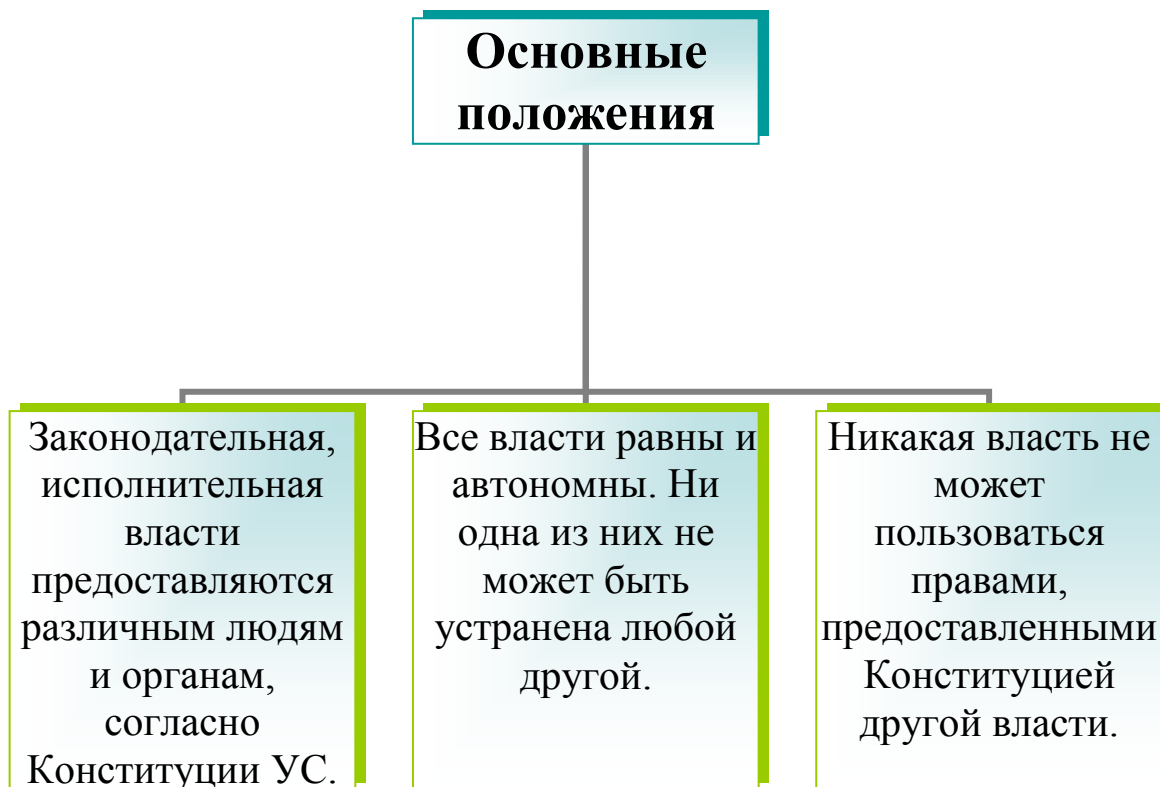 Основные
положения
Законодательная,
исполнительная
власти
предоставляются
различным людям
и органам,
согласно
Конституции УС.
Все власти равны и
автономны. Ни
одна из них не
может быть
устранена любой
другой.
Никакая власть не
может
пользоваться
правами,
предоставленными
Конституцией
другой власти.